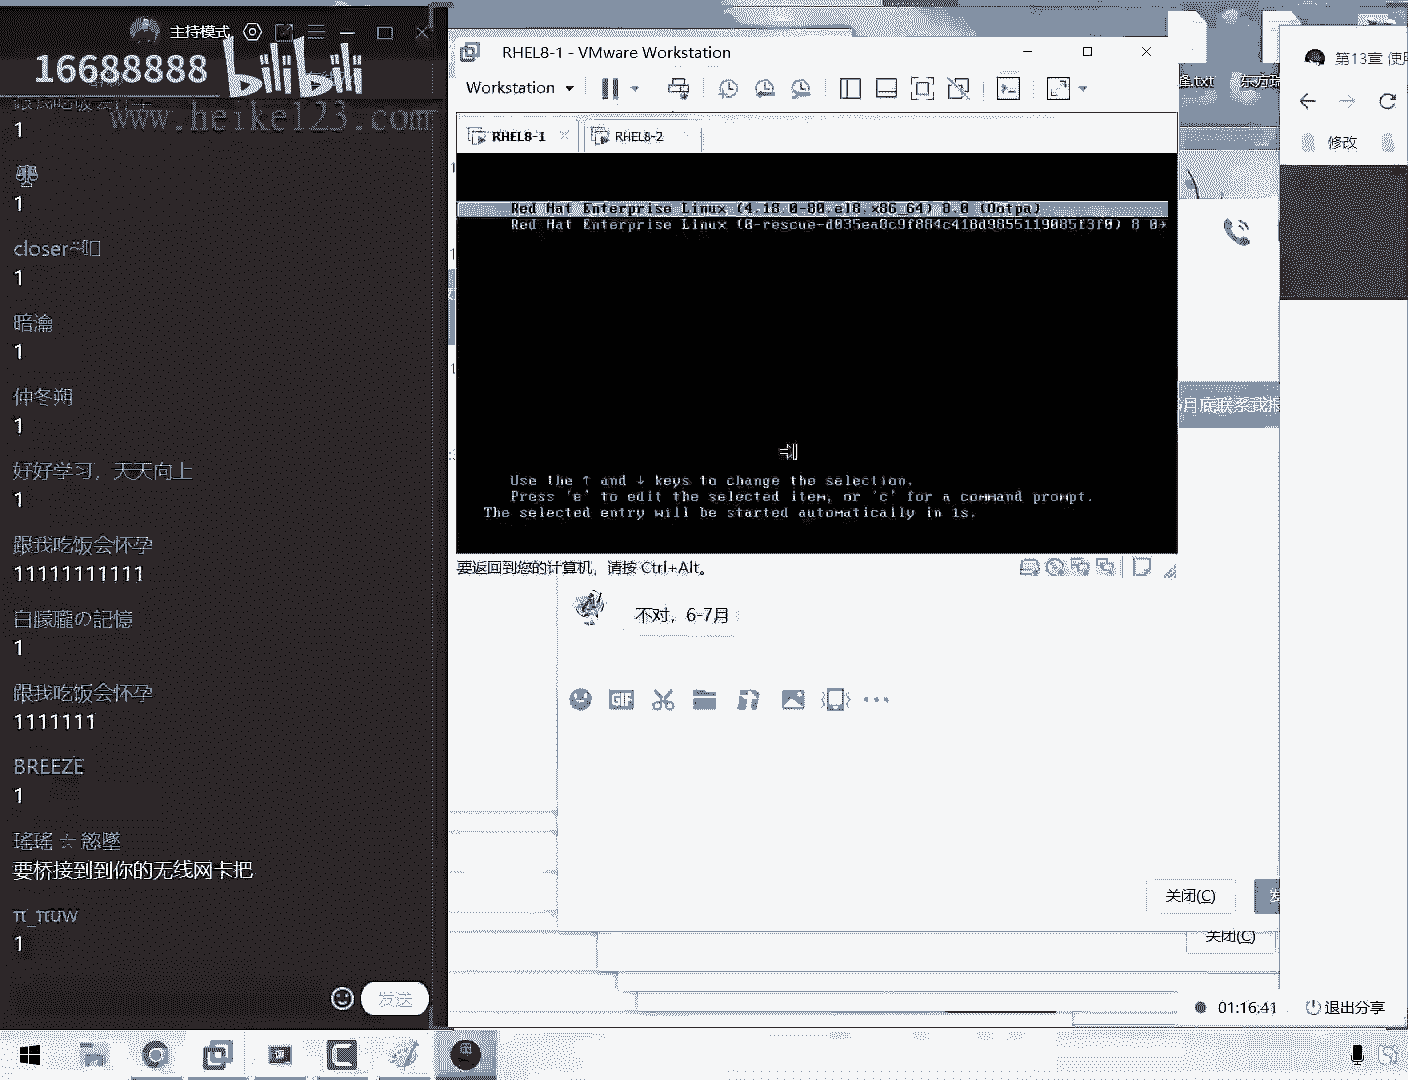 主持模式
16688888
bilibili
www.heike123.com
1
1
closer
1
暗瀹
1
仲冬朔
1
好好学习，天天向上
1
跟我吃饭会怀孕
11111111111
白朦朧の記憶
1
跟我吃饭会怀孕
1111111
BREEZE
1
要桥接到到你的无线网卡把
π_πuw
1
发送
RHEL8-1 - VMware Workstation
Workstation
RHEL8-1
RHEL8-2
Red Hat Enterprise Linux (4.18.0-80.el8.x86_64) 8.0 (Ootpa)
Red Hat Enterprise Linux (0-rescue-d035ea0c9f884c418d9855119085f3f0) 8.0→
Use the ↑ and ↓ keys to change the selection.
Press 'e' to edit the selected item, or 'c' for a command prompt.
The selected entry will be started automatically in 1s.
要返回到您的计算机，请按 Ctrl+Alt。
不对，6-7月
GIF
关闭(C)
发
关闭(C)
.txt
第13章 使用
修改
月底联系我报
01:16:41
退出分享